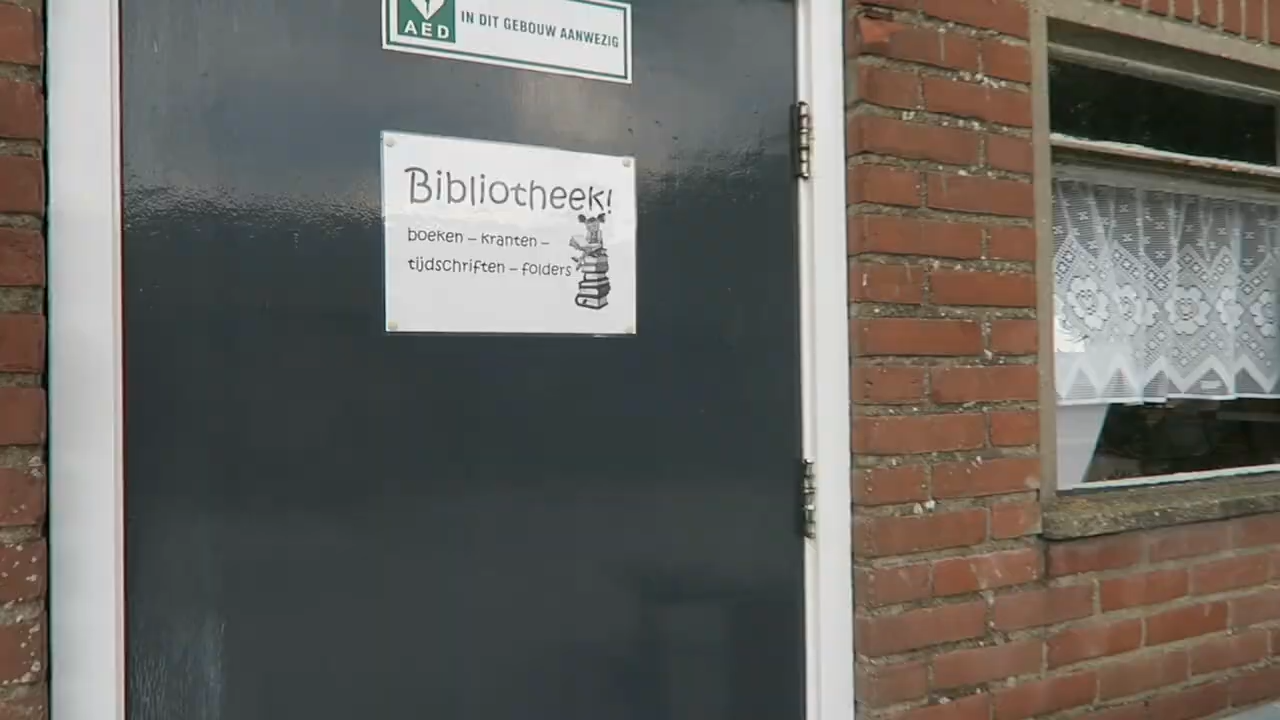 AED
IN DIT GEBOUW AANWEZIG
Bibliotheek!
boeken – kranten –
tijdschriften – folders